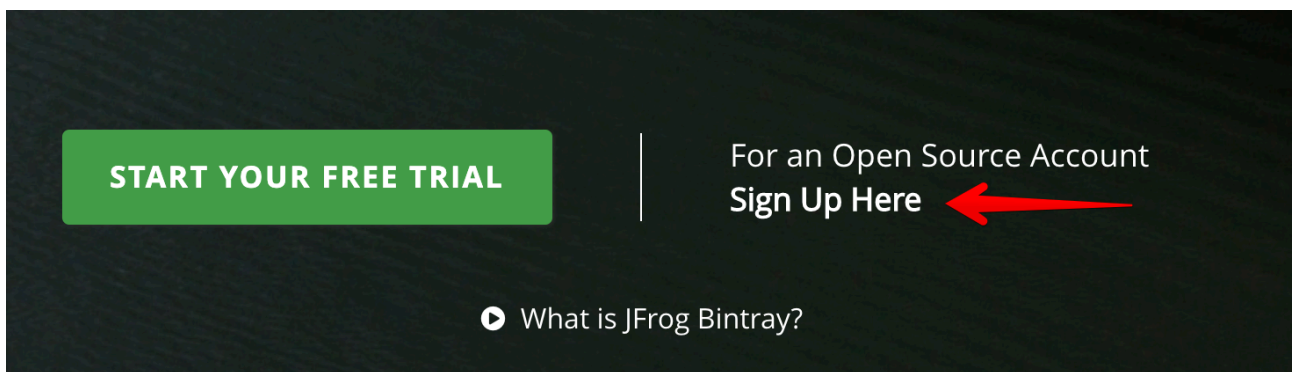 START YOUR FREE TRIAL
For an Open Source Account
Sign Up Here
What is JFrog Bintray?